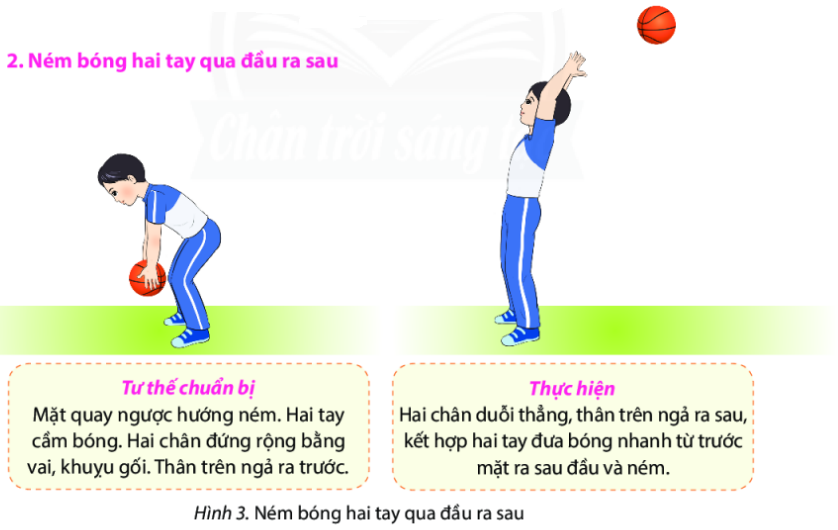 2. Ném bóng hai tay qua đầu ra sau
Chân trời sáng t
Tư thế chuẩn bị
Mặt quay ngược hướng ném. Hai tay
cầm bóng. Hai chân đứng rộng bằng
vai, khuỵu gối. Thân trên ngả ra trước.
Thực hiện
Hai chân duỗi thẳng, thân trên ngả ra sau,
kết hợp hai tay đưa bóng nhanh từ trước
mặt ra sau đầu và ném.
Hình 3. Ném bóng hai tay qua đầu ra sau